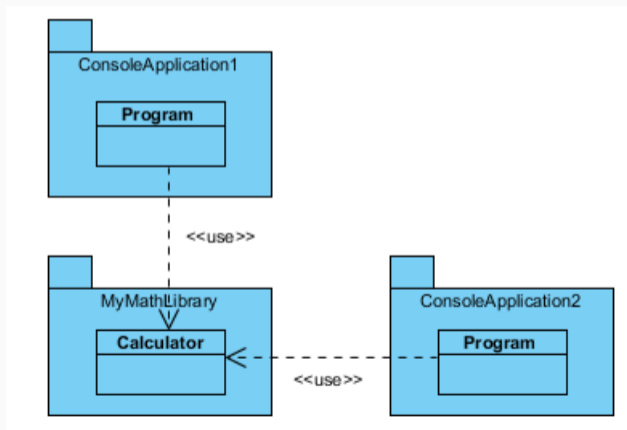 ConsoleApplication1
Program
<<use>>
MyMathLibrary
Calculator
ConsoleApplication2
Program
<<use>>